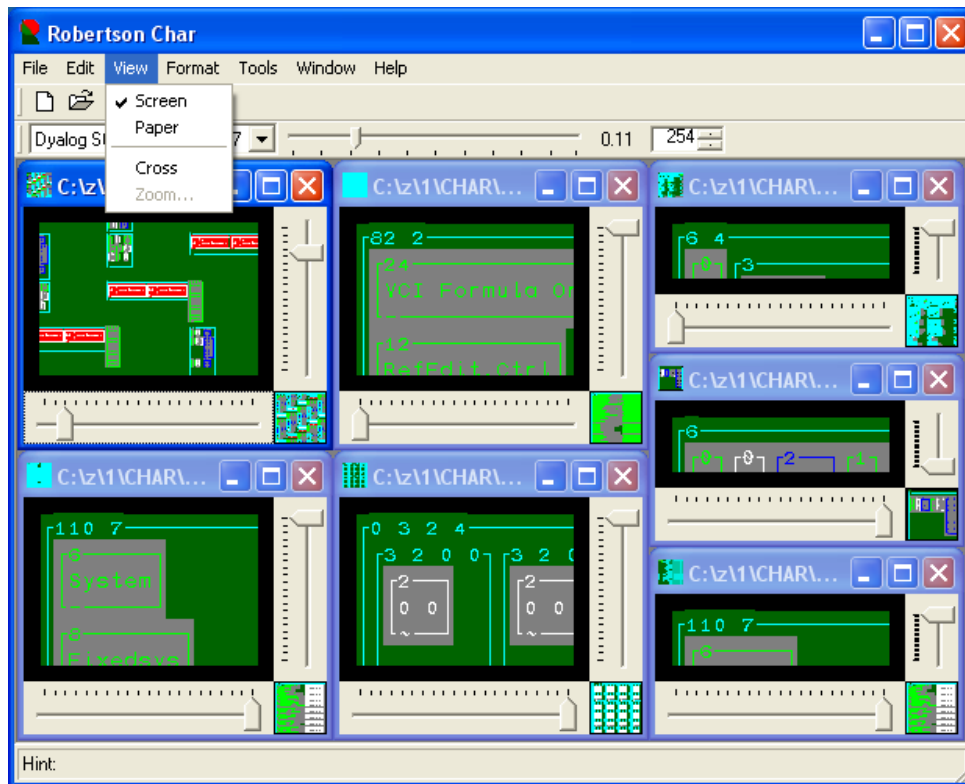 Robertson Char
File Edit View Format Tools Window Help
Screen
Paper
Cross
Zoom...
Dyalog St 7 0.11 254
C:\z\
C:\z\1\CHAR\...
C:\z\1\CHAR\...
82 2
24
VCI Formula
12
RefEdit.Ctrl
6 4
0 3
C:\z\1\CHAR\...
6
0 0 2 1
C:\z\1\CHAR\...
C:\z\1\CHAR\...
110 7
6
System
8
Fixedsys
0 3 2 4
3 2 0 0 3 2 0
2 2
0 0 0 0
~ ~
C:\z\1\CHAR\...
110 7
6
Hint: